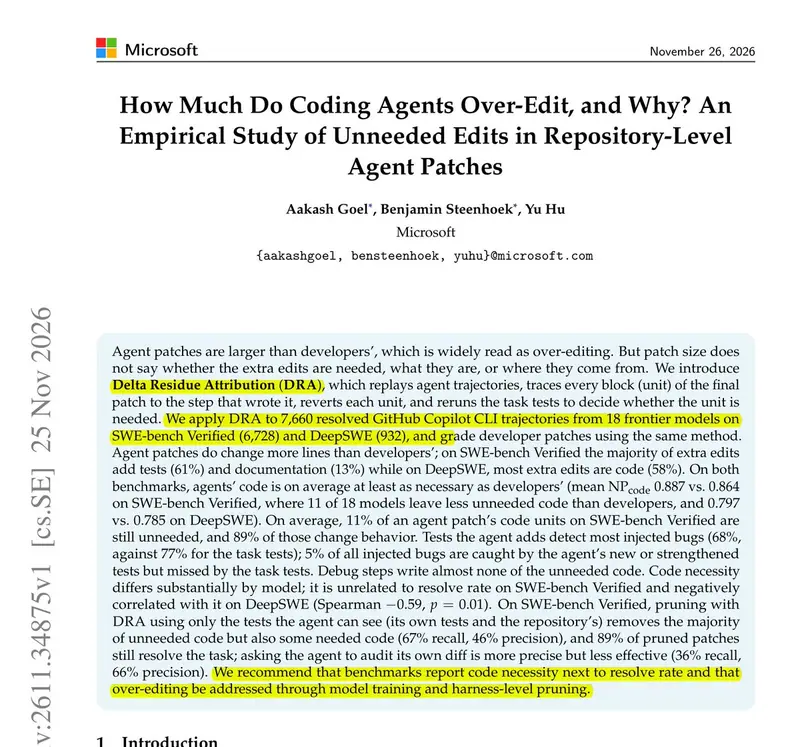 Microsoft
November 26, 2026
How Much Do Coding Agents Over-Edit, and Why? An
Empirical Study of Unneeded Edits in Repository-Level
Agent Patches
Aakash Goel*, Benjamin Steenhoek*, Yu Hu
Microsoft
{aakashgoel, bensteenhoek, yuhu}@microsoft.com
Agent patches are larger than developers’, which is widely read as over-editing. But patch size does
not say whether the extra edits are needed, what they are, or where they come from. We introduce
Delta Residue Attribution (DRA), which replays agent trajectories, traces every block (unit) of the final
patch to the step that wrote it, reverts each unit, and reruns the task tests to decide whether the unit is
needed. We apply DRA to 7,660 resolved GitHub Copilot CLI trajectories from 18 frontier models on
SWE-bench Verified (6,728) and DeepSWE (932), and grade developer patches using the same method.
Agent patches do change more lines than developers’; on SWE-bench Verified the majority of extra edits
add tests (61%) and documentation (13%) while on DeepSWE, most extra edits are code (58%). On both
benchmarks, agents’ code is on average at least as necessary as developers’ (mean NPcode 0.887 vs. 0.864
on SWE-bench Verified, where 11 of 18 models leave less unneeded code than developers, and 0.797
vs. 0.785 on DeepSWE). On average, 11% of an agent patch’s code units on SWE-bench Verified are
still unneeded, and 89% of those change behavior. Tests the agent adds detect most injected bugs (68%,
against 77% for the task tests); 5% of all injected bugs are caught by the agent’s new or strengthened
tests but missed by the task tests. Debug steps write almost none of the unneeded code. Code necessity
differs substantially by model; it is unrelated to resolve rate on SWE-bench Verified and negatively
correlated with it on DeepSWE (Spearman −0.59, p = 0.01). On SWE-bench Verified, pruning with
DRA using only the tests the agent can see (its own tests and the repository’s) removes the majority
of unneeded code but also some needed code (67% recall, 46% precision), and 89% of pruned patches
still resolve the task; asking the agent to audit its own diff is more precise but less effective (36% recall,
66% precision). We recommend that benchmarks report code necessity next to resolve rate and that
over-editing be addressed through model training and harness-level pruning.
v:2611.34875v1 [cs.SE] 25 Nov 2026
1 Introduction